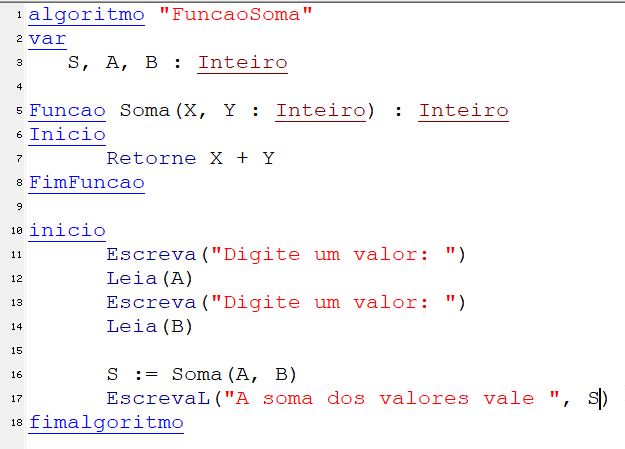 1 algoritmo "FuncaoSoma"
2 var
3 S, A, B : Inteiro
4
5 Funcao Soma(X, Y : Inteiro) : Inteiro
6 Inicio
7 Retorne X + Y
8 FimFuncao
9
10 inicio
11 Escreva("Digite um valor: ")
12 Leia(A)
13 Escreva("Digite um valor: ")
14 Leia(B)
15
16 S := Soma(A, B)
17 EscrevaL("A soma dos valores vale ", S)
18 fimalgoritmo